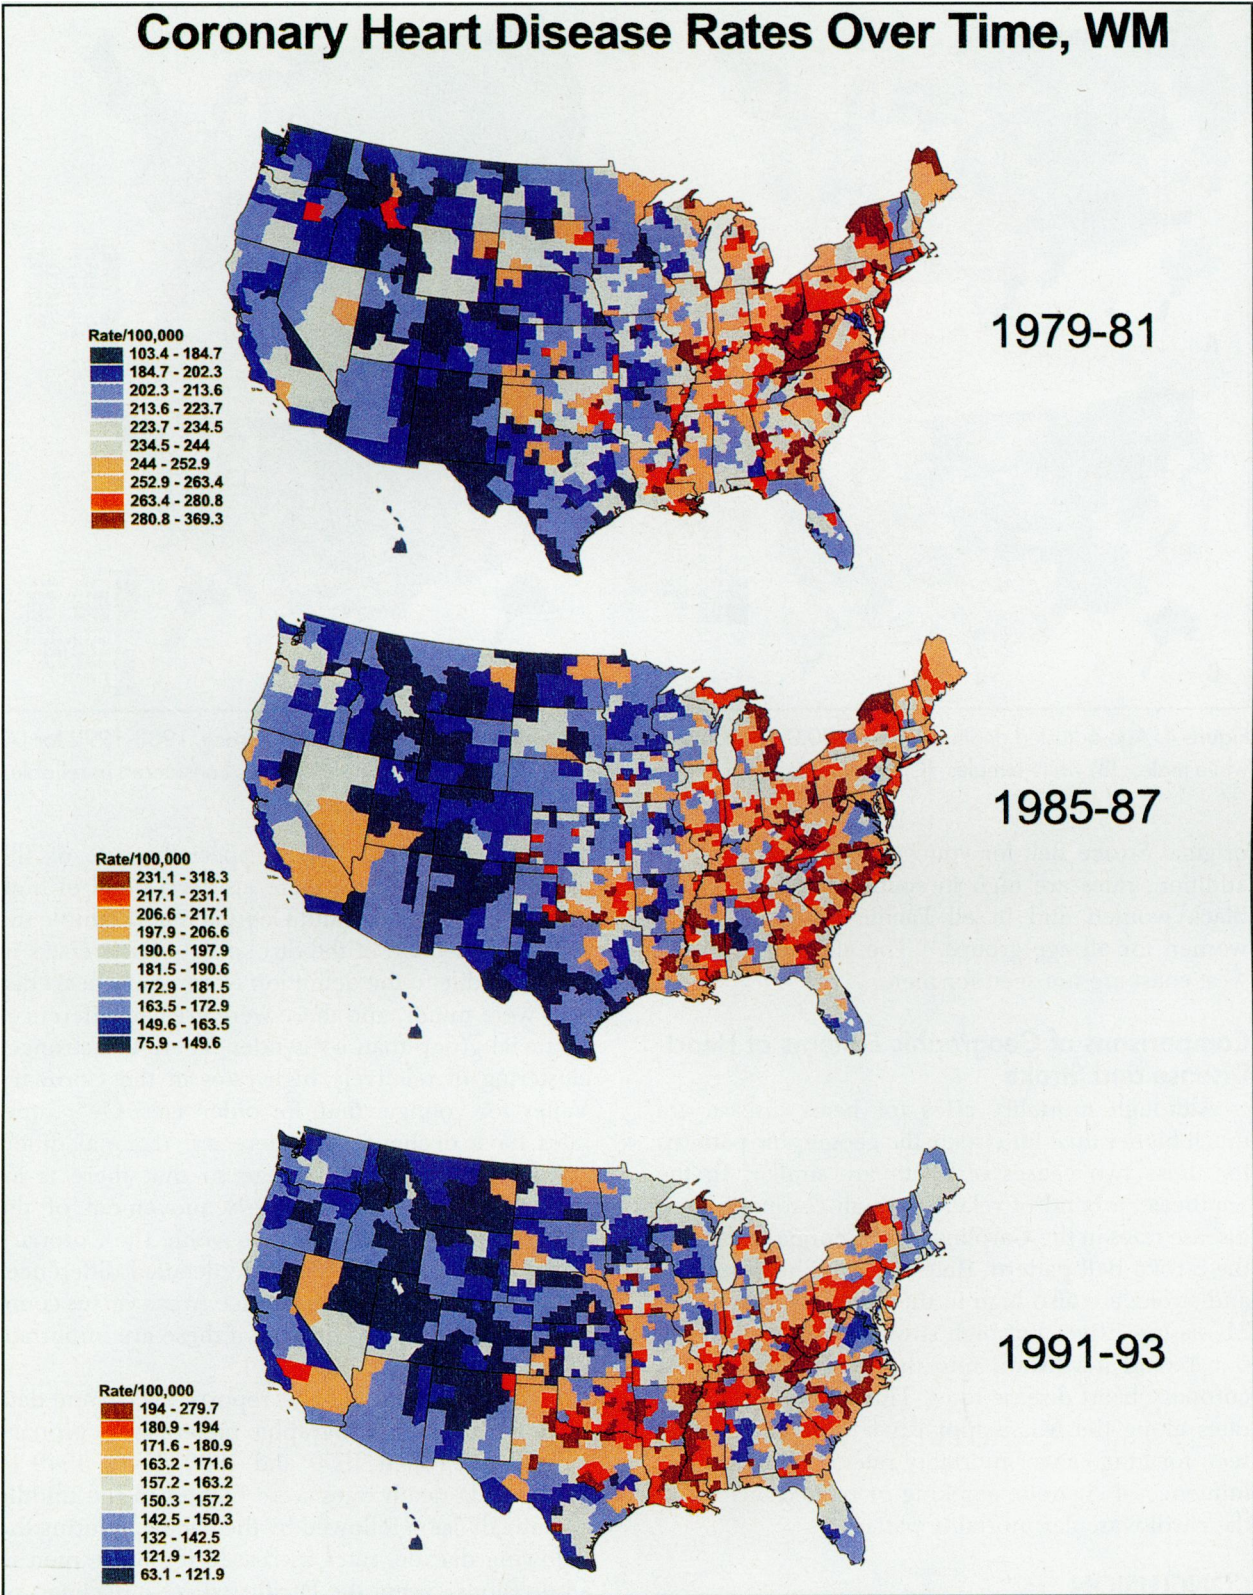 Coronary Heart Disease Rates Over Time, WM
1979-81
Rate/100,000
103.4 - 184.7
184.7 - 202.3
202.3 - 213.6
213.6 - 223.7
223.7 - 234.5
234.5 - 244
244 - 252.9
252.9 - 263.4
263.4 - 280.8
280.8 - 369.3
1985-87
Rate/100,000
231.1 - 318.3
217.1 - 231.1
206.6 - 217.1
197.9 - 206.6
190.6 - 197.9
181.5 - 190.6
172.9 - 181.5
163.5 - 172.9
149.6 - 163.5
75.9 - 149.6
1991-93
Rate/100,000
194 - 279.7
180.9 - 194
171.6 - 180.9
163.2 - 171.6
157.2 - 163.2
150.3 - 157.2
142.5 - 150.3
132 - 142.5
121.9 - 132
63.1 - 121.9